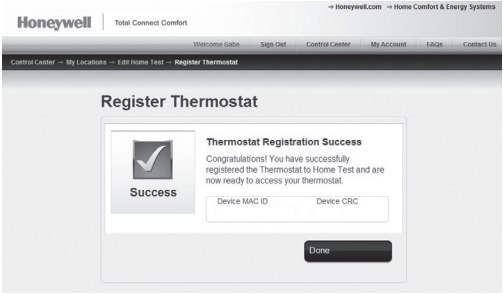 → Honeywell.com → Home Comfort & Energy Systems
Honeywell
Total Connect Comfort
Welcome Gabe Sign Out Control Center My Account FAQs Contact Us
Control Center → My Locations → Edit Home Test → Register Thermostat
Register Thermostat
Success
Thermostat Registration Success
Congratulations! You have successfully
registered the Thermostat to Home Test and are
now ready to access your thermostat.
Device MAC ID Device CRC
Done